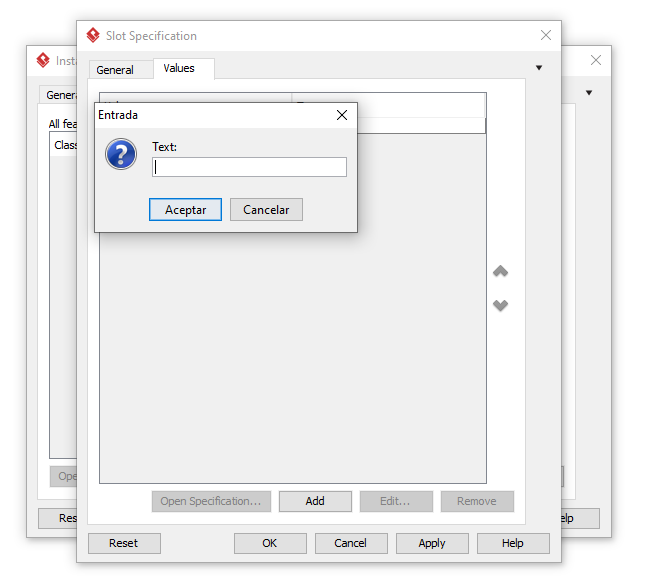 Slot Specification
General
Values
Entrada
Text:
Aceptar
Cancelar
All fea
Class
Open Specification...
Add
Edit...
Remove
Reset
OK
Cancel
Apply
Help
Insta
Genera
Ope
Res
elp